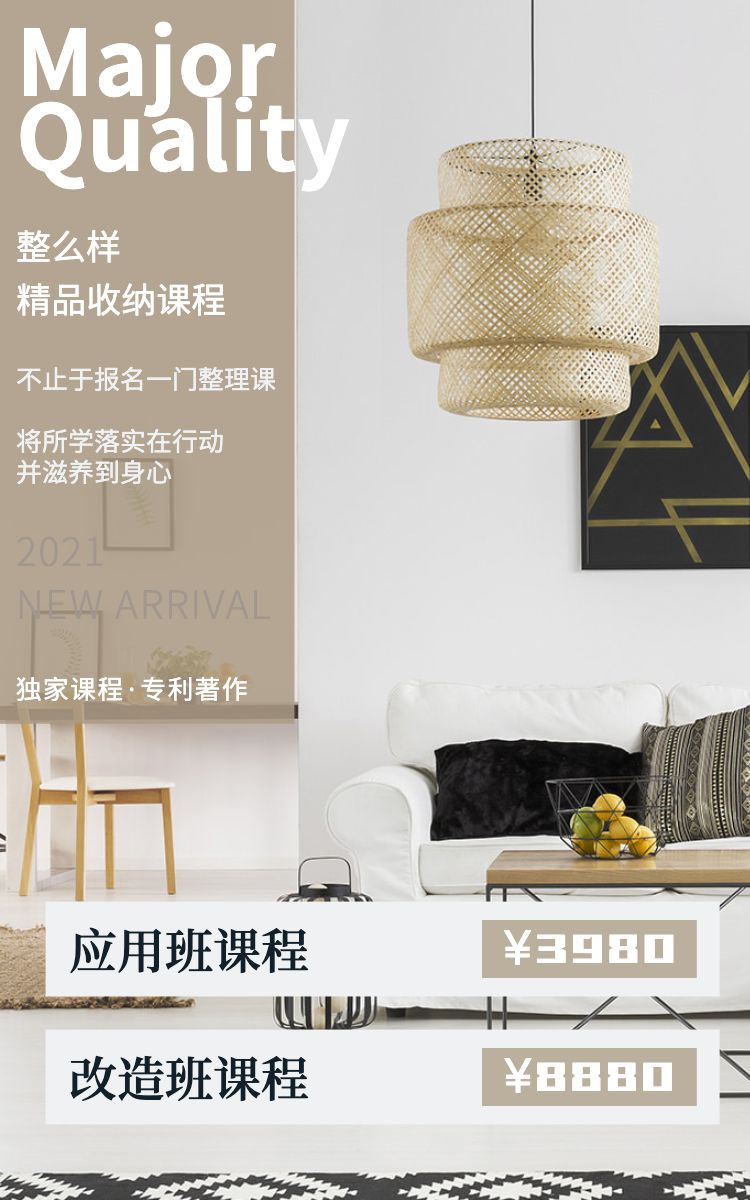 Major
Quality
整么样
精品收纳课程
不止于报名一门整理课
将所学落实在行动
并滋养到身心
2021
NEW ARRIVAL
独家课程·专利著作
应用班课程 ¥3980
改造班课程 ¥8880